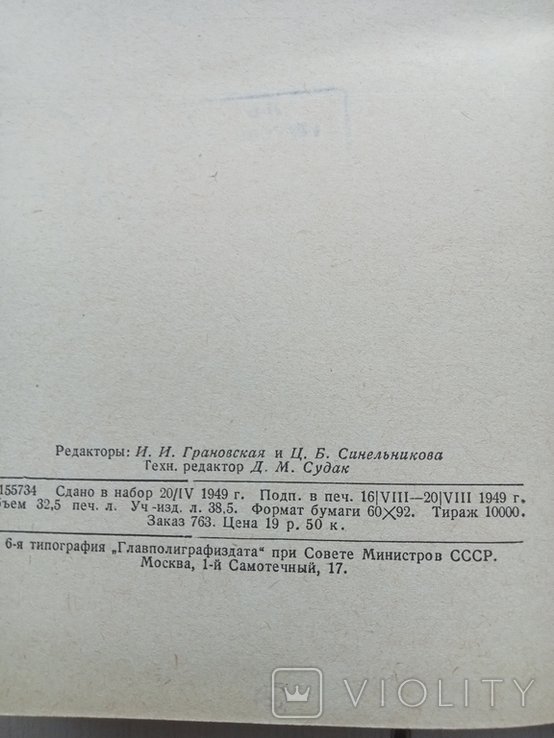 Редакторы: И. И. Грановская и Ц. Б. Синельникова
Техн. редактор Д. М. Судак
155734 Сдано в набор 20/IV 1949 г. Подп. в печ. 16|VIII—20|VIII 1949 г.
ъем 32,5 печ. л. Уч-изд. л. 38,5. Формат бумаги 60×92. Тираж 10000.
Заказ 763. Цена 19 р. 50 к.
6-я типография „Главполиграфиздата“ при Совете Министров СССР.
Москва, 1-й Самотечный, 17.
VIOLITY